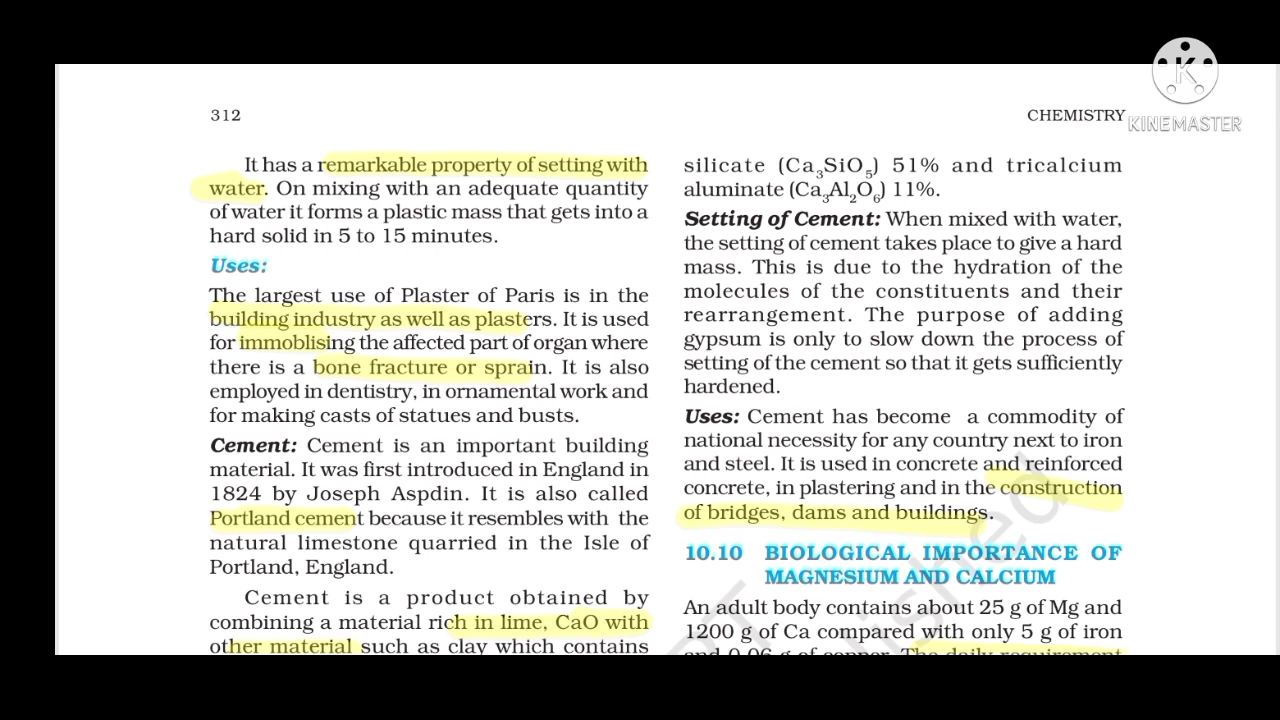 312
CHEMISTRY
KINEMASTER
It has a remarkable property of setting with
water. On mixing with an adequate quantity
of water it forms a plastic mass that gets into a
hard solid in 5 to 15 minutes.
Uses:
The largest use of Plaster of Paris is in the
building industry as well as plasters. It is used
for immoblising the affected part of organ where
there is a bone fracture or sprain. It is also
employed in dentistry, in ornamental work and
for making casts of statues and busts.
Cement: Cement is an important building
material. It was first introduced in England in
1824 by Joseph Aspdin. It is also called
Portland cement because it resembles with the
natural limestone quarried in the Isle of
Portland, England.
Cement is a product obtained by
combining a material rich in lime, CaO with
other material such as clay which contains
silicate (Ca₃SiO₅) 51% and tricalcium
aluminate (Ca₃Al₂O₆) 11%.
Setting of Cement: When mixed with water,
the setting of cement takes place to give a hard
mass. This is due to the hydration of the
molecules of the constituents and their
rearrangement. The purpose of adding
gypsum is only to slow down the process of
setting of the cement so that it gets sufficiently
hardened.
Uses: Cement has become a commodity of
national necessity for any country next to iron
and steel. It is used in concrete and reinforced
concrete, in plastering and in the construction
of bridges, dams and buildings.
10.10 BIOLOGICAL IMPORTANCE OF
MAGNESIUM AND CALCIUM
An adult body contains about 25 g of Mg and
1200 g of Ca compared with only 5 g of iron
and 0.06 g of copper. The daily requirement